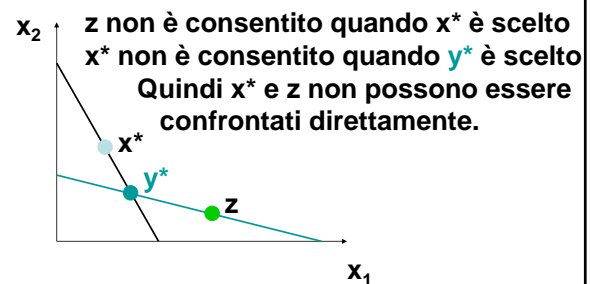 x2
z non è consentito quando x* è scelto
x* non è consentito quando y* è scelto
Quindi x* e z non possono essere
confrontati direttamente.
x*
y*
z
x1